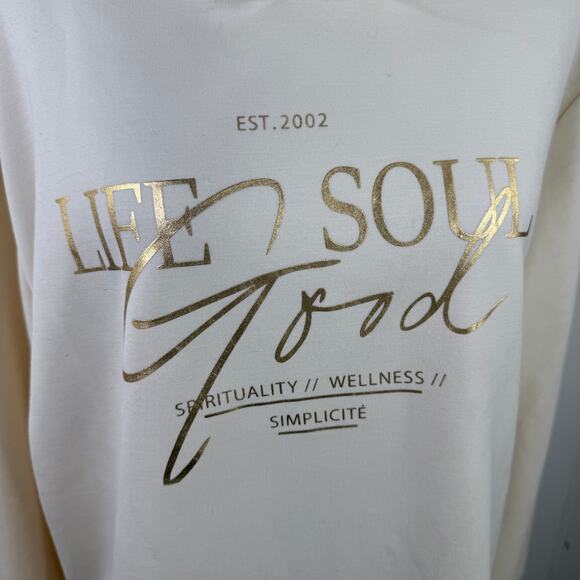 EST.2002
LIFE SOUL
Good
SPIRITUALITY // WELLNESS //
SIMPLICITÉ